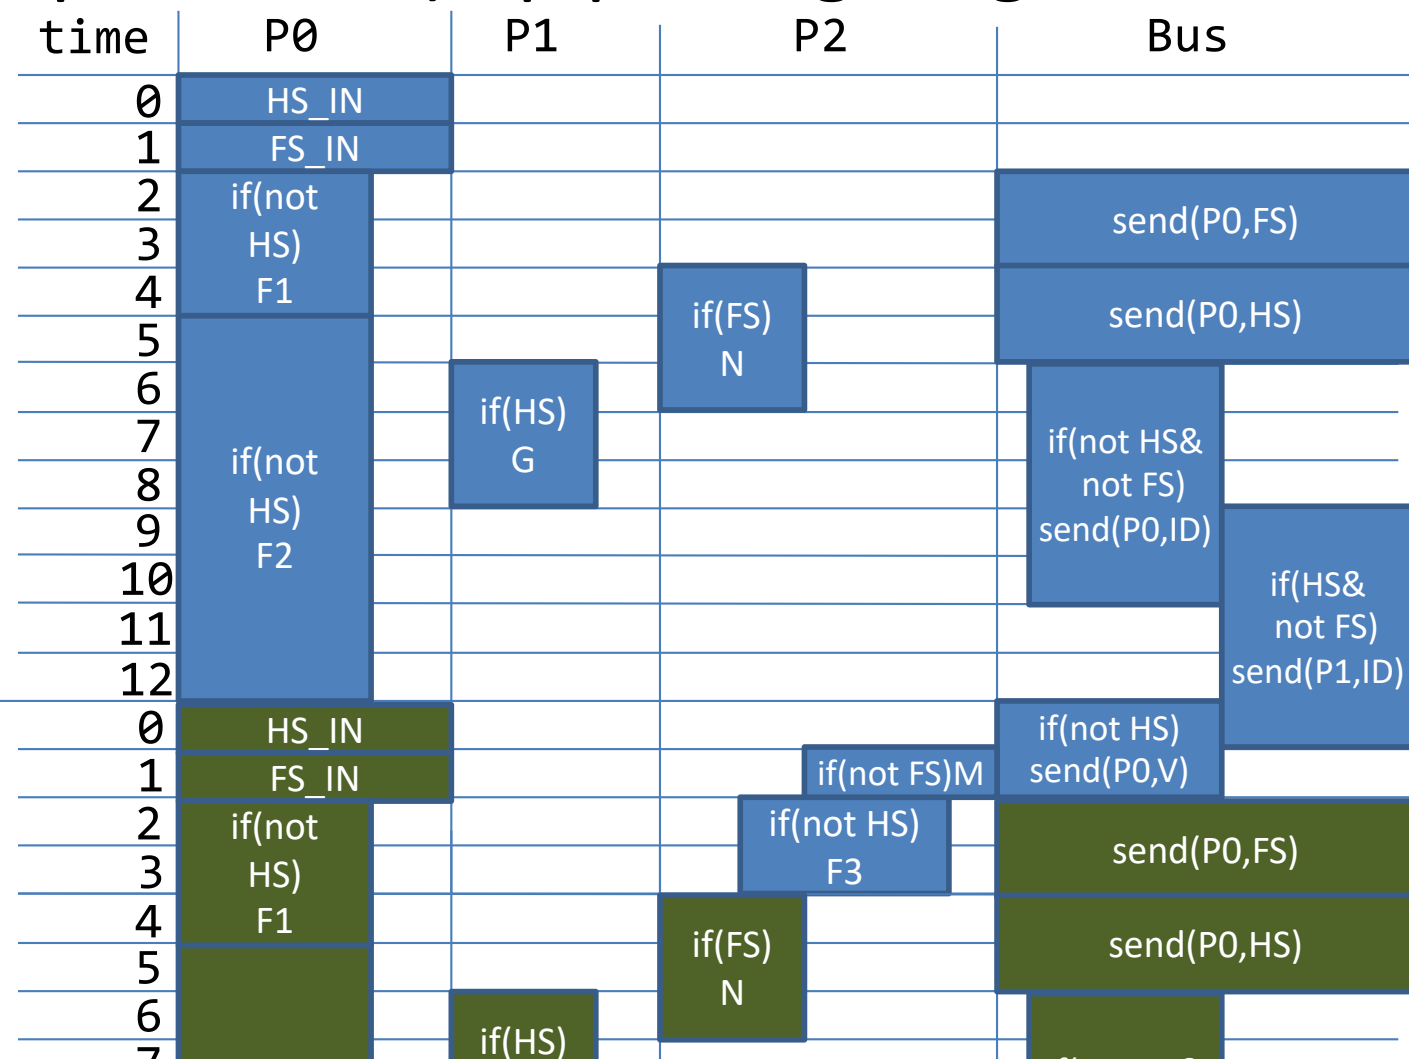 time P0 P1 P2 Bus
0 HS_IN
1 FS_IN
2 if(not
HS)
F1
send(P0,FS)
3
4 if(FS)
N
send(P0,HS)
5
if(not
HS)
F2
6 if(HS)
G
if(not HS&
not FS)
send(P0,ID)
7
8
9
10 if(HS&
not FS)
send(P1,ID)
11
12
0 HS_IN
if(not HS)
send(P0,V)
1 FS_IN
if(not FS)M
2 if(not
HS)
F1
if(not HS)
F3
send(P0,FS)
3
4 if(FS)
N
send(P0,HS)
5
6 if(HS)
7